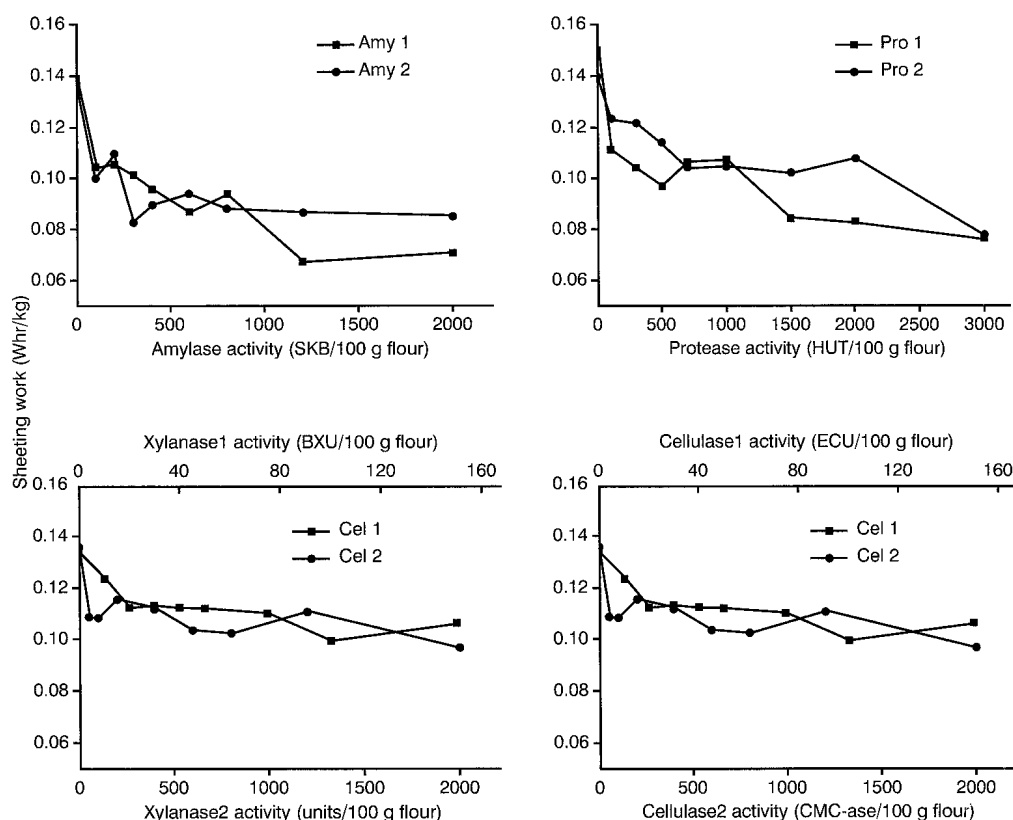 Sheeting work (Whr/kg)
0.16
0.14
0.12
0.10
0.08
0.06
Amy 1
Amy 2
0 500 1000 1500 2000
Amylase activity (SKB/100 g flour)
0.16
0.14
0.12
0.10
0.08
0.06
Pro 1
Pro 2
0 500 1000 1500 2000 2500 3000
Protease activity (HUT/100 g flour)
Xylanase1 activity (BXU/100 g flour)
0 40 80 120 160
0.16
0.14
0.12
0.10
0.08
0.06
Cel 1
Cel 2
0 500 1000 1500 2000
Xylanase2 activity (units/100 g flour)
Cellulase1 activity (ECU/100 g flour)
0 50 100 150
0.16
0.14
0.12
0.10
0.08
0.06
Cel 1
Cel 2
0 500 1000 1500 2000
Cellulase2 activity (CMC-ase/100 g flour)